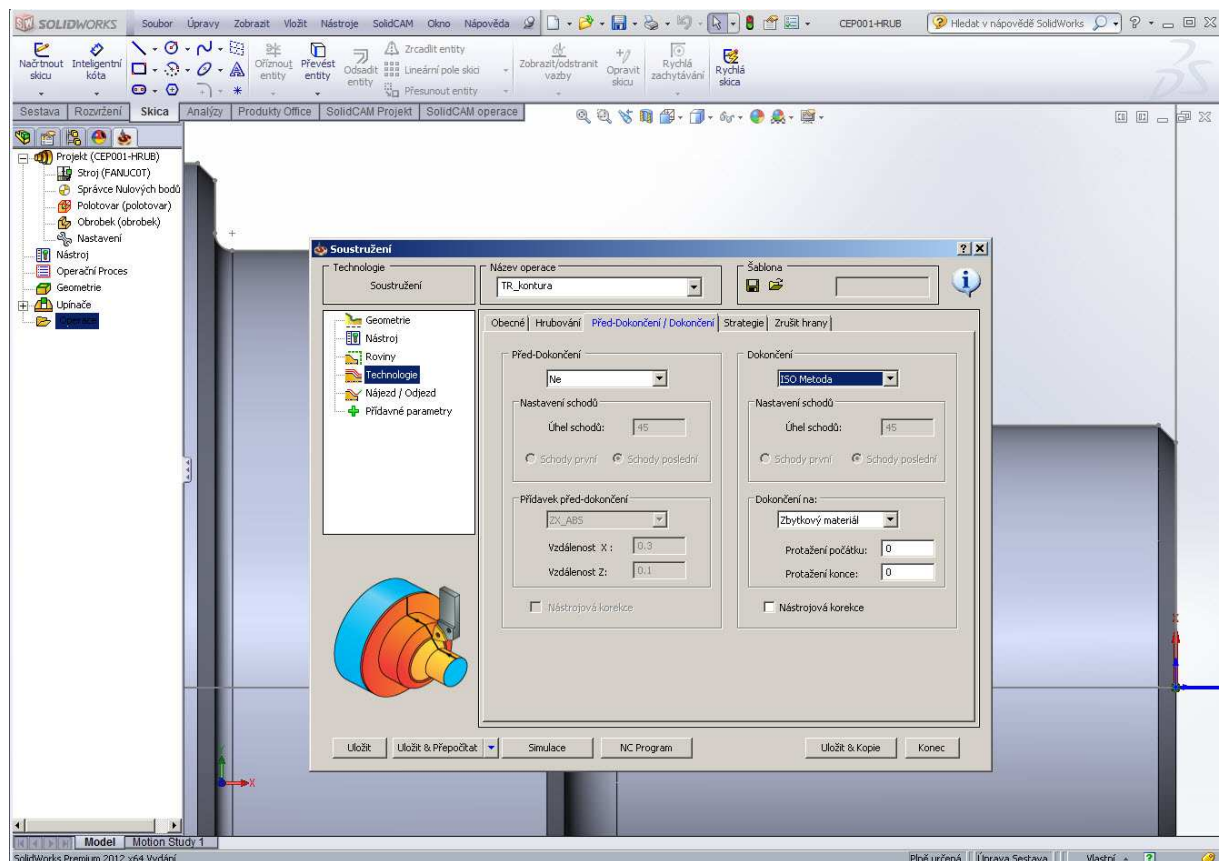 SOLIDWORKS Soubor Úpravy Zobrazit Vložit Nástroje SolidCAM Okno Nápověda CEP001-HRUB Hledat v nápovědě SolidWorks
Načrtnout skicu
Inteligentní kóta
Oříznout entity
Převést entity
Odsadit entity
Zrcadlit entity
Lineární pole skici
Přesunout entity
Zobrazit/odstranit vazby
Opravit skicu
Rychlá zachytávání
Rychlá skica
Sestava Rozvržení Skica Analýzy Produkty Office SolidCAM Projekt SolidCAM operace
Projekt (CEP001-HRUB)
Stroj (FANUC0T)
Správce Nulových bodů
Polotovar (polotovar)
Obrobek (obrobek)
Nastavení
Nástroj
Operační Proces
Geometrie
Upínače
Operace
Soustružení
Technologie
Soustružení
Název operace
TR_kontura
Šablona
Geometrie
Nástroj
Roviny
Technologie
Nájezd / Odjezd
Přídavné parametry
Obecné Hrubování Před-Dokončení / Dokončení Strategie Zrušit hrany
Před-Dokončení
Ne
Nastavení schodů
Úhel schodů: 45
Schody první Schody poslední
Přídavek před-dokončení
ZX_ABS
Vzdálenost X : 0.3
Vzdálenost Z: 0.1
Nástrojová korekce
Dokončení
ISO Metoda
Nastavení schodů
Úhel schodů: 45
Schody první Schody poslední
Dokončení na:
Zbytkový materiál
Protažení počátku: 0
Protažení konce: 0
Nástrojová korekce
Uložit Uložit & Přepočítat Simulace NC Program Uložit & Kopie Konec
X
Model Motion Study 1
SolidWorks Premium 2012 x64 Vydání Plně určená Úprava Sestava Vlastní